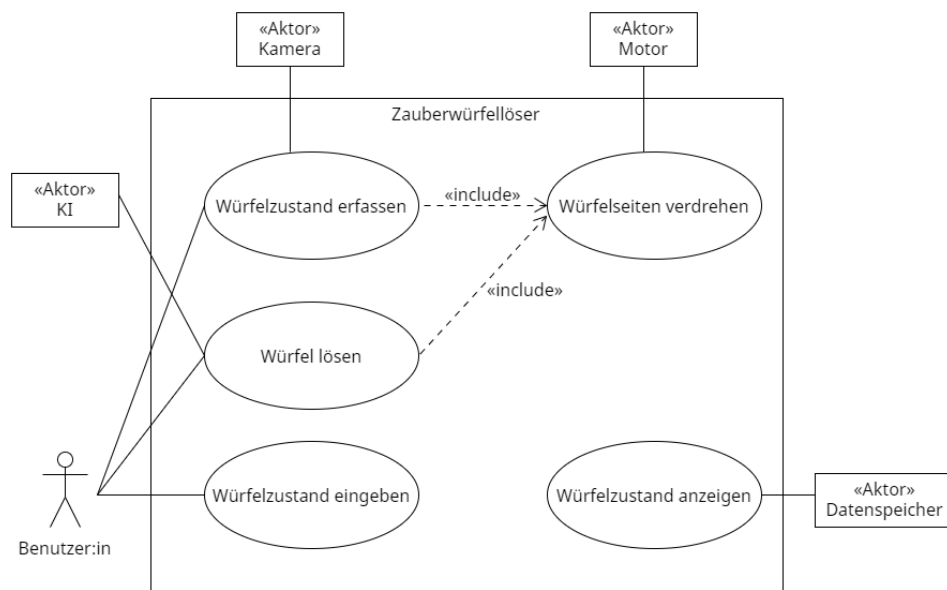 «Aktor»
Kamera
«Aktor»
Motor
Zauberwürfellöser
«Aktor»
KI
Würfelzustand erfassen
«include»
Würfelseiten verdrehen
«include»
Würfel lösen
Benutzer:in
Würfelzustand eingeben
Würfelzustand anzeigen
«Aktor»
Datenspeicher